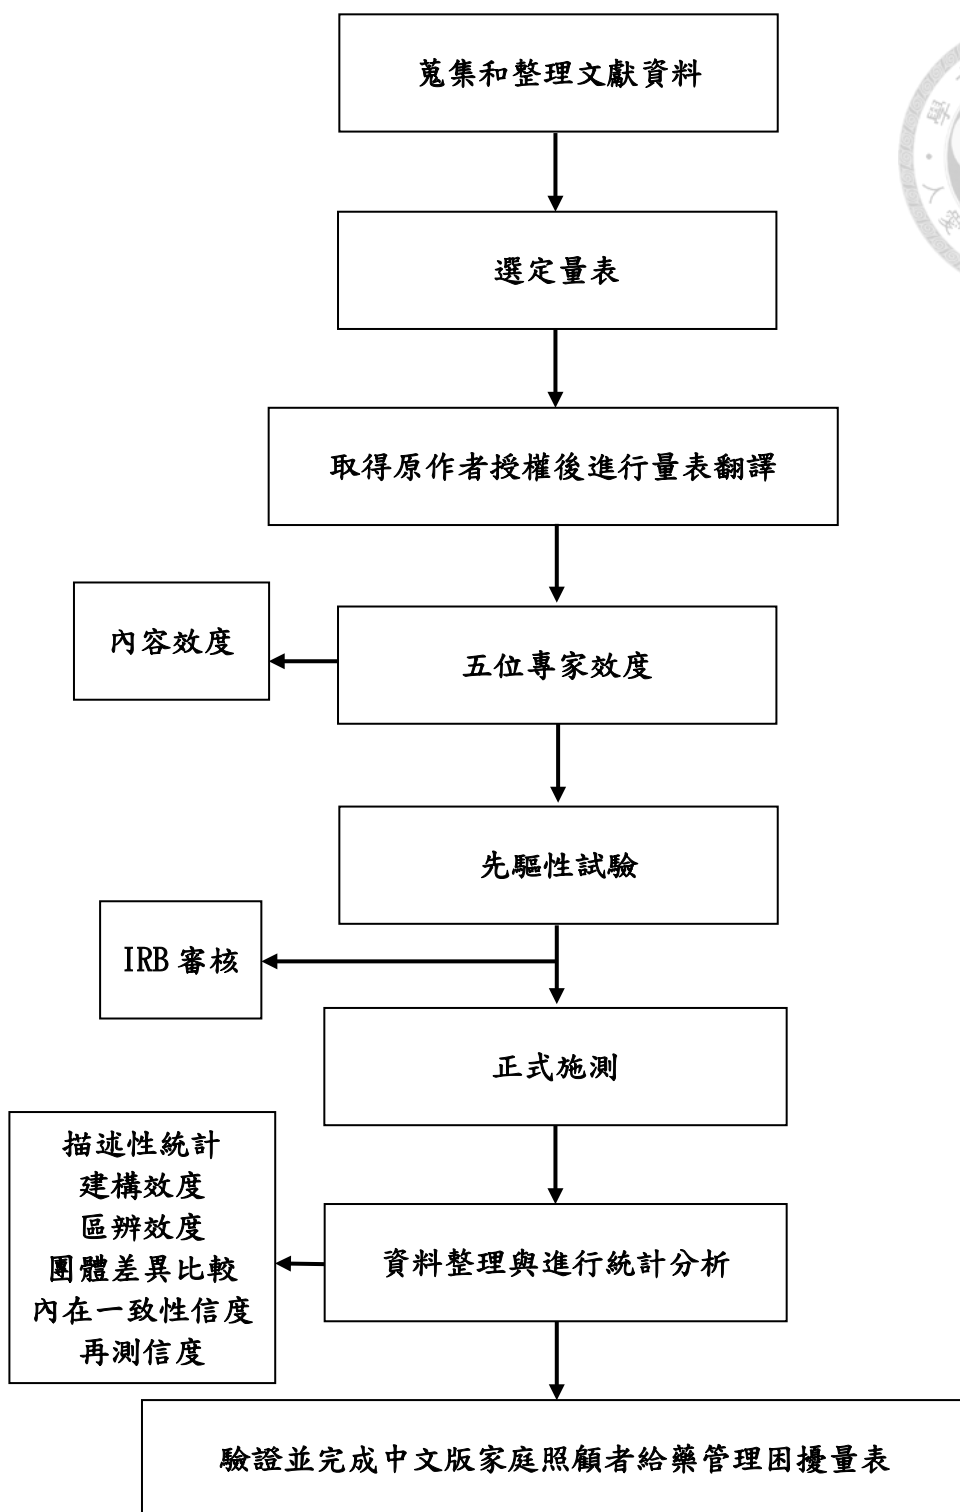 蒐集和整理文獻資料
選定量表
取得原作者授權後進行量表翻譯
內容效度
五位專家效度
先驅性試驗
IRB 審核
正式施測
描述性統計
建構效度
區辨效度
團體差異比較
內在一致性信度
再測信度
資料整理與進行統計分析
驗證並完成中文版家庭照顧者給藥管理困擾量表